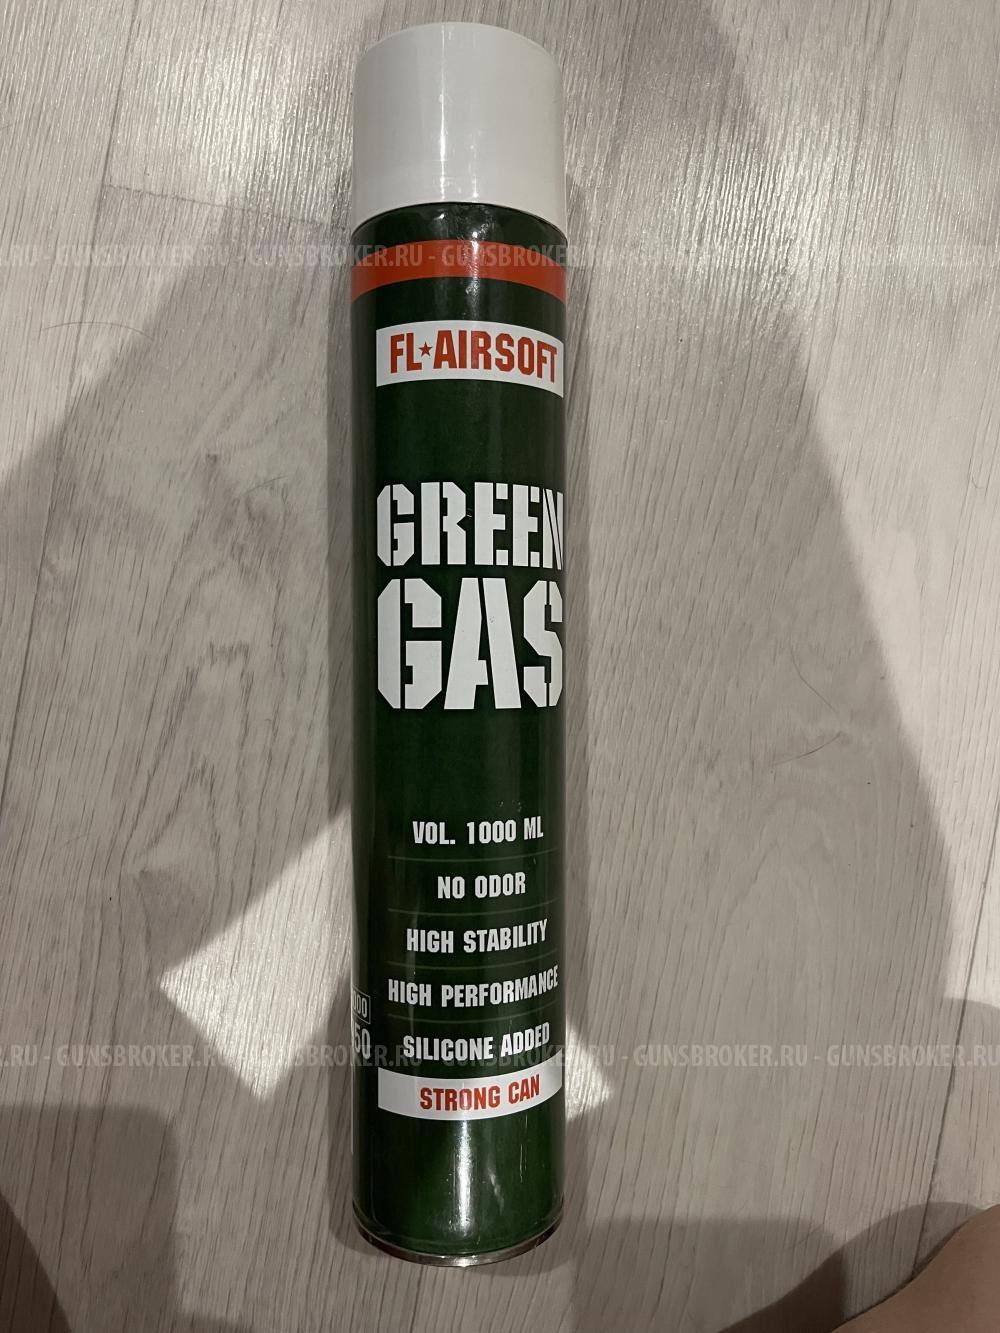 GUNSBROKER.RU - GUNSBROKER.RU - GUNSBROKER.RU
FL★AIRSOFT
GREEN
GAS
VOL. 1000 ML
NO ODOR
HIGH STABILITY
HIGH PERFORMANCE
SILICONE ADDED
.RU - GUNSBROKER.RU - GUNSBROKER.RU - GUNSBROKER.RU - GUNSBROKER.RU
STRONG CAN